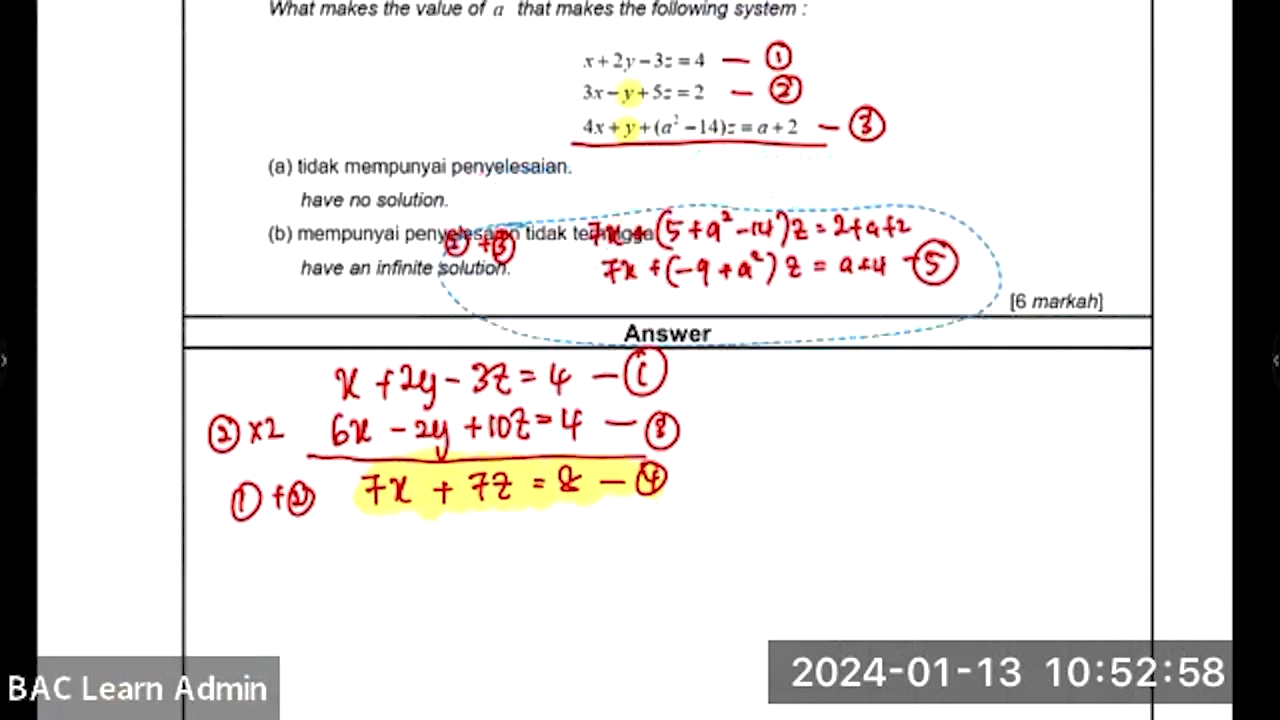 What makes the value of a that makes the following system :
x + 2y − 3z = 4 — ①
3x − y + 5z = 2 — ②
4x + y + (a² − 14)z = a + 2 — ③
(a) tidak mempunyai penyelesaian.
have no solution.
(b) mempunyai penyelesaian tidak terhingga
have an infinite solution.
② + ③ 7x + (5 + a² − 14)z = 2 + a + 2
7x + (−9 + a²) z = a + 4 — ⑤
[6 markah]
Answer
x + 2y − 3z = 4 — ①
② ×2 6x − 2y + 10z = 4 — ③
① + ② 7x + 7z = 8 — ④
BAC Learn Admin
2024-01-13 10:52:58